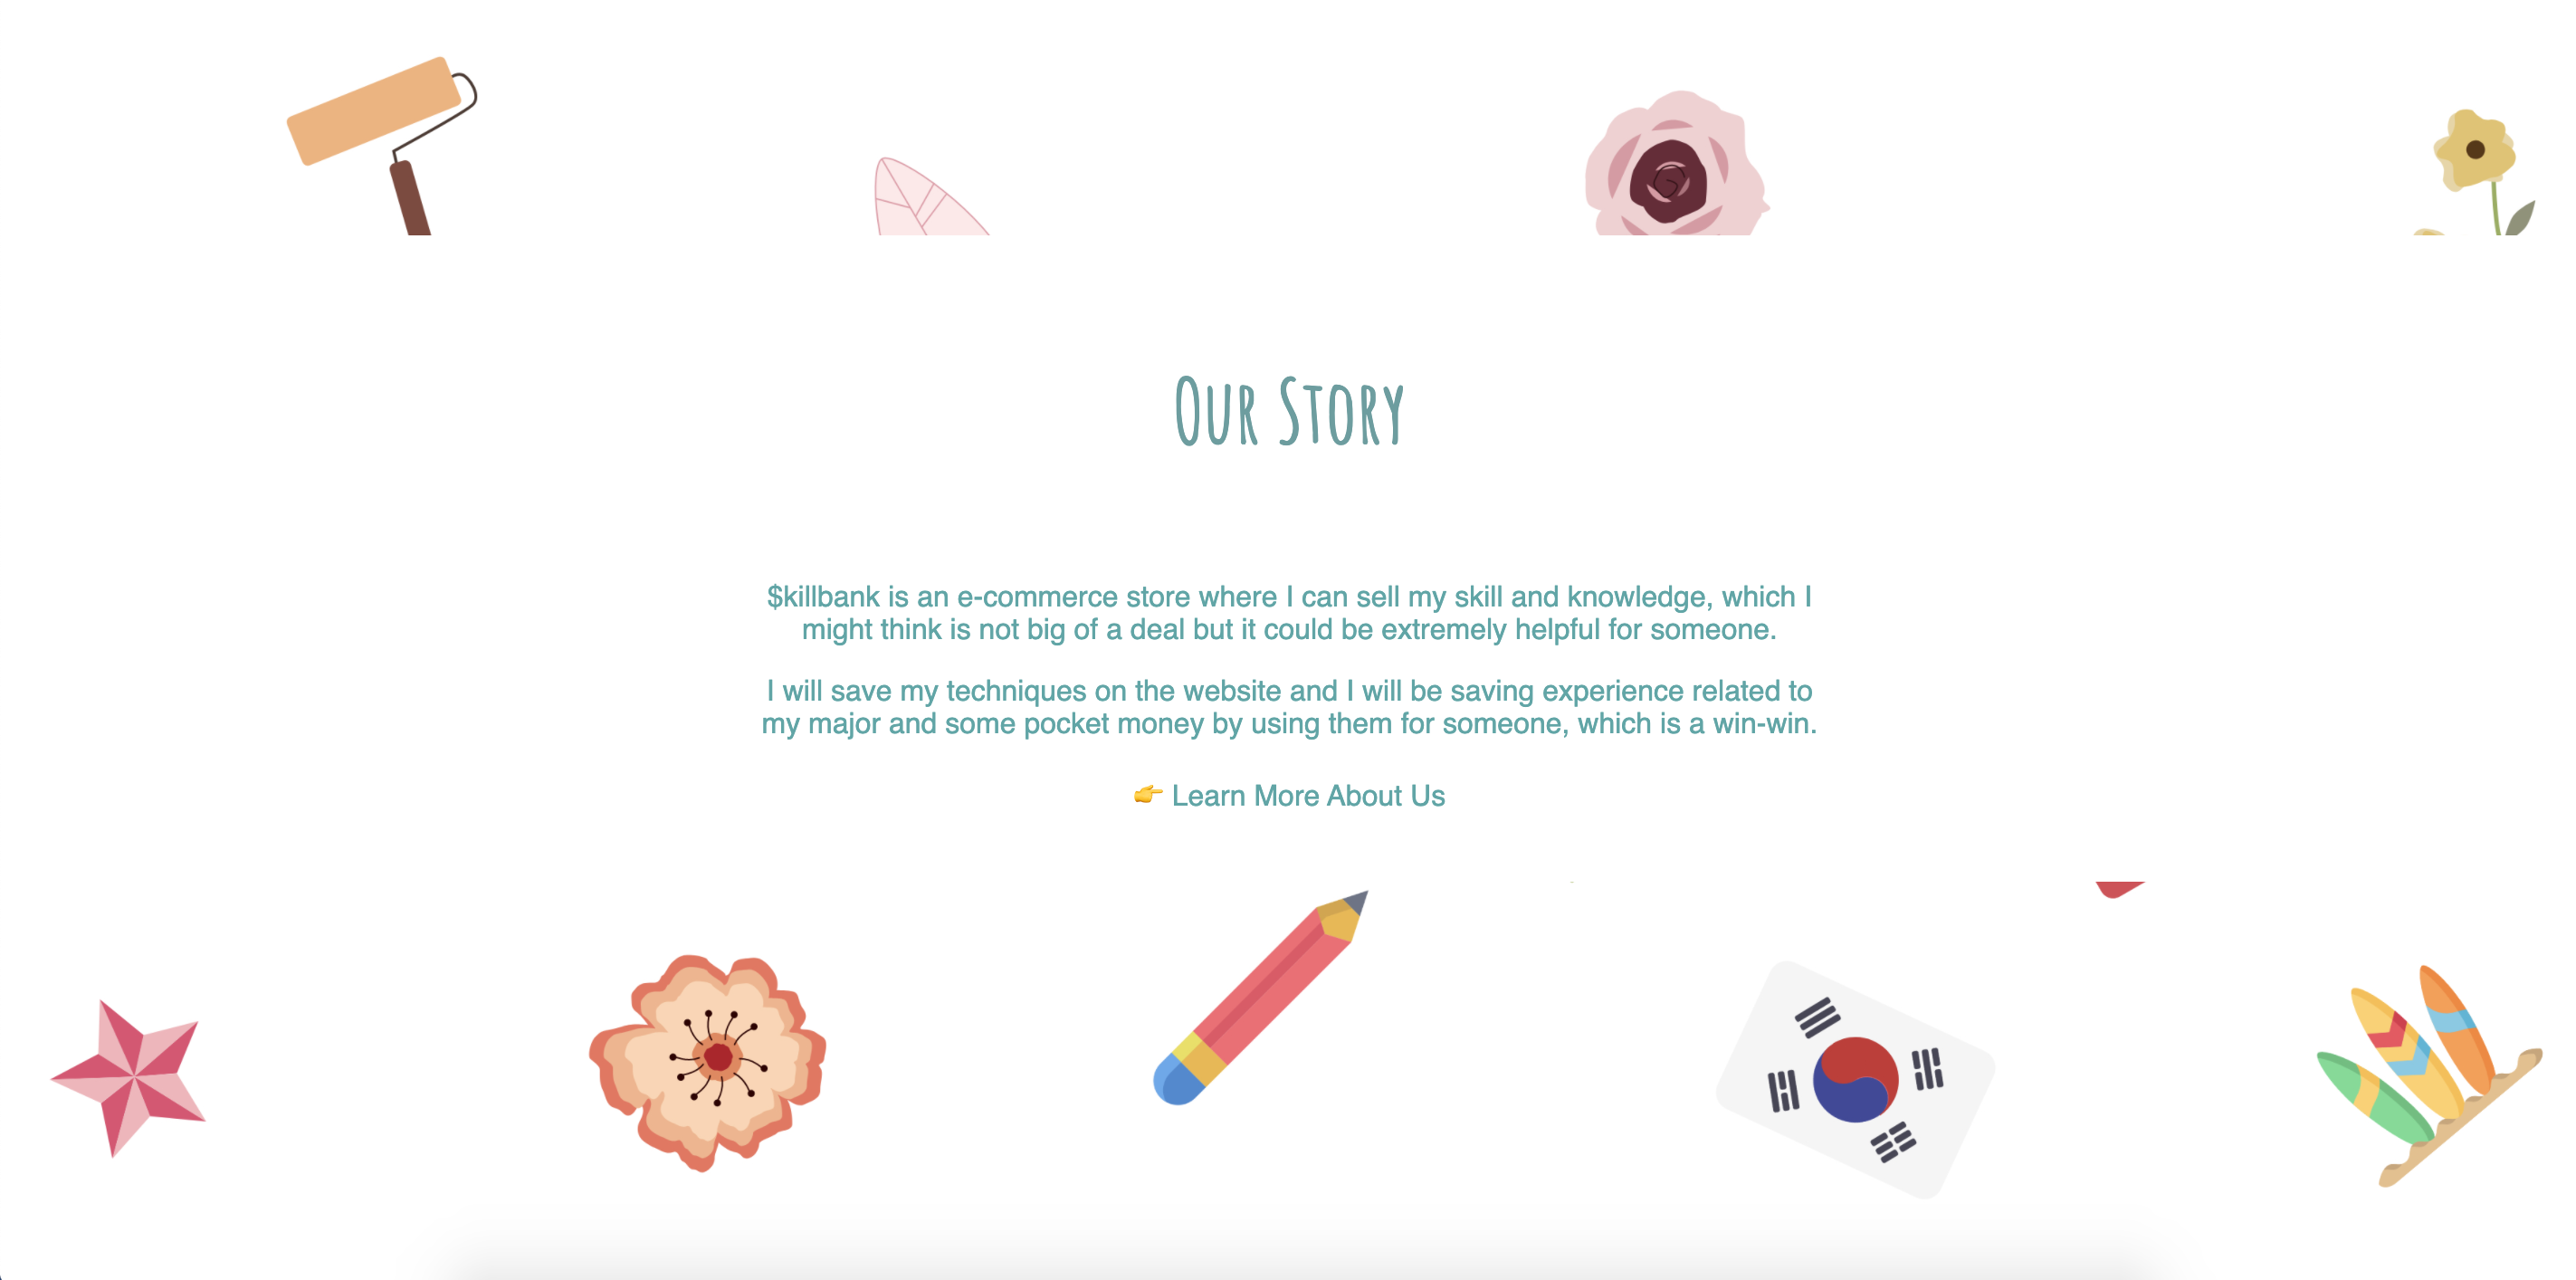 Our Story
$killbank is an e-commerce store where I can sell my skill and knowledge, which I
might think is not big of a deal but it could be extremely helpful for someone.
I will save my techniques on the website and I will be saving experience related to
my major and some pocket money by using them for someone, which is a win-win.
👉 Learn More About Us